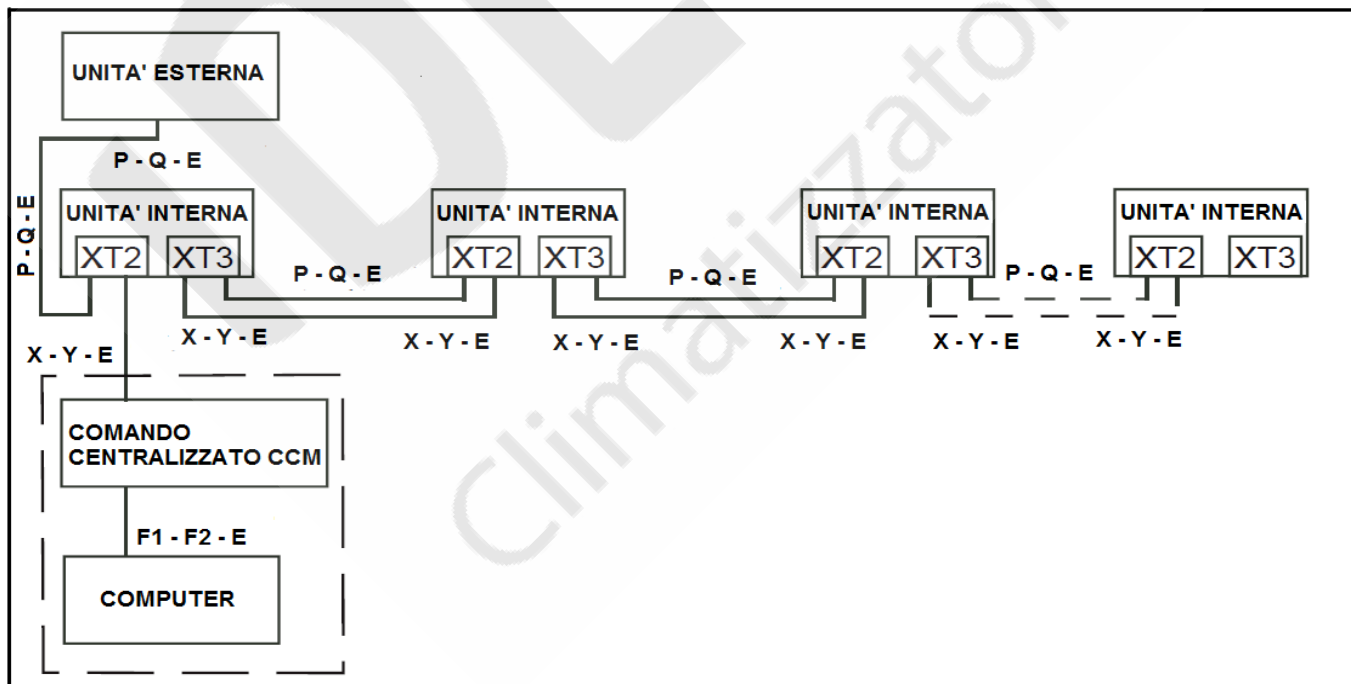 UNITA' ESTERNA
P - Q - E
P - Q - E
UNITA' INTERNA
XT2 XT3
UNITA' INTERNA
XT2 XT3
UNITA' INTERNA
XT2 XT3
UNITA' INTERNA
XT2 XT3
P - Q - E
P - Q - E
P - Q - E
X - Y - E
X - Y - E
X - Y - E
X - Y - E
X - Y - E
X - Y - E
X - Y - E
COMANDO
CENTRALIZZATO CCM
F1 - F2 - E
COMPUTER
Climatizzator